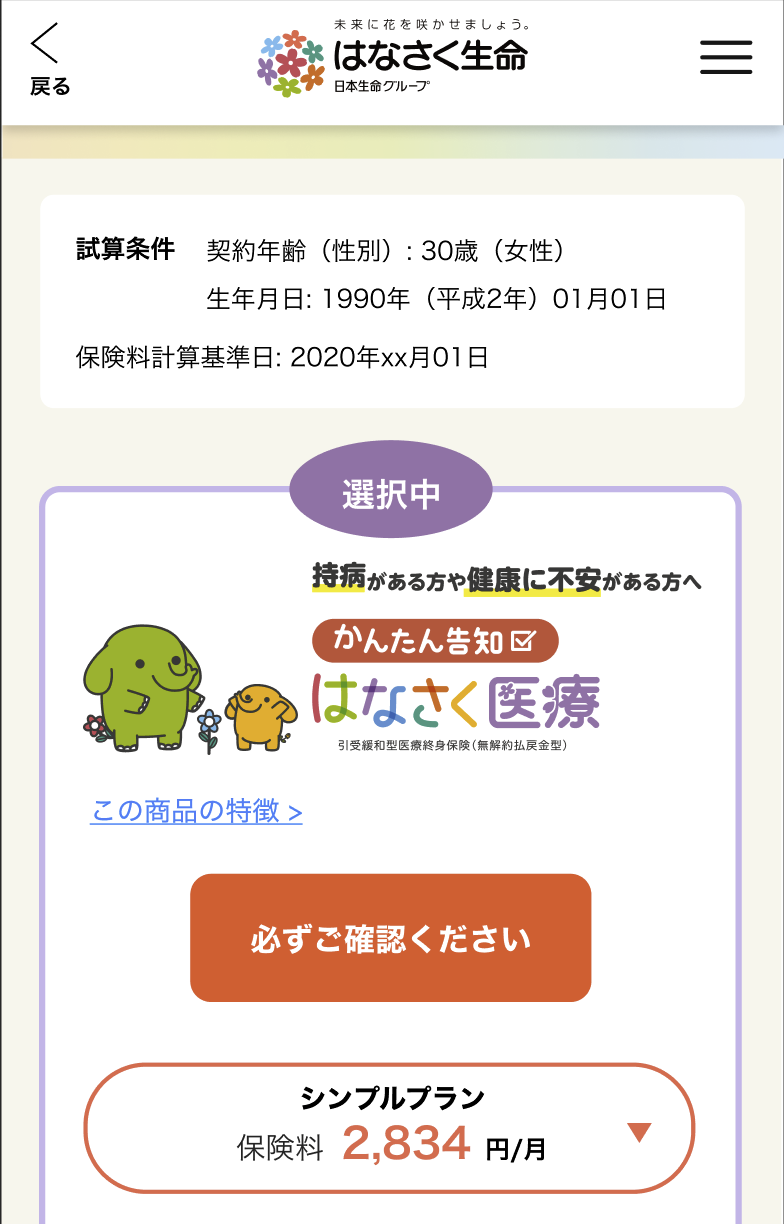 未来に花を咲かせましょう。
はなさく生命
日本生命グループ
戻る
試算条件 契約年齢（性別）: 30歳（女性）
生年月日: 1990年（平成2年）01月01日
保険料計算基準日: 2020年xx月01日
選択中
持病がある方や健康に不安がある方へ
かんたん告知
はなさく医療
引受緩和型医療終身保険（無解約払戻金型）
この商品の特徴 >
必ずご確認ください
シンプルプラン
保険料 2,834 円/月